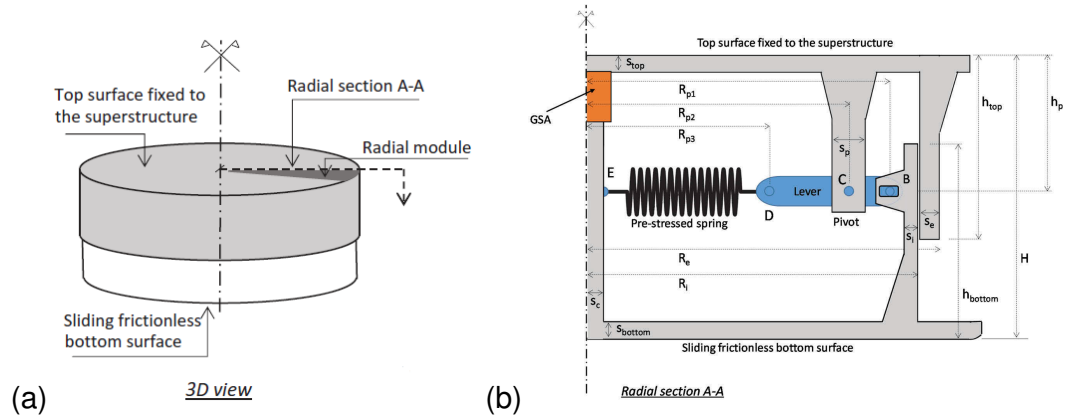 Top surface fixed to
the superstructure
Radial section A-A
Radial module
Sliding frictionless
bottom surface
(a)
3D view
Top surface fixed to the superstructure
s_top
R_p1
GSA
R_p2
R_p3
h_top
h_p
s_p
E
Lever
C
B
D
Pre-stressed spring
Pivot
s_i
s_e
R_e
H
R_i
s_c
h_bottom
s_bottom
Sliding frictionless bottom surface
(b)
Radial section A-A